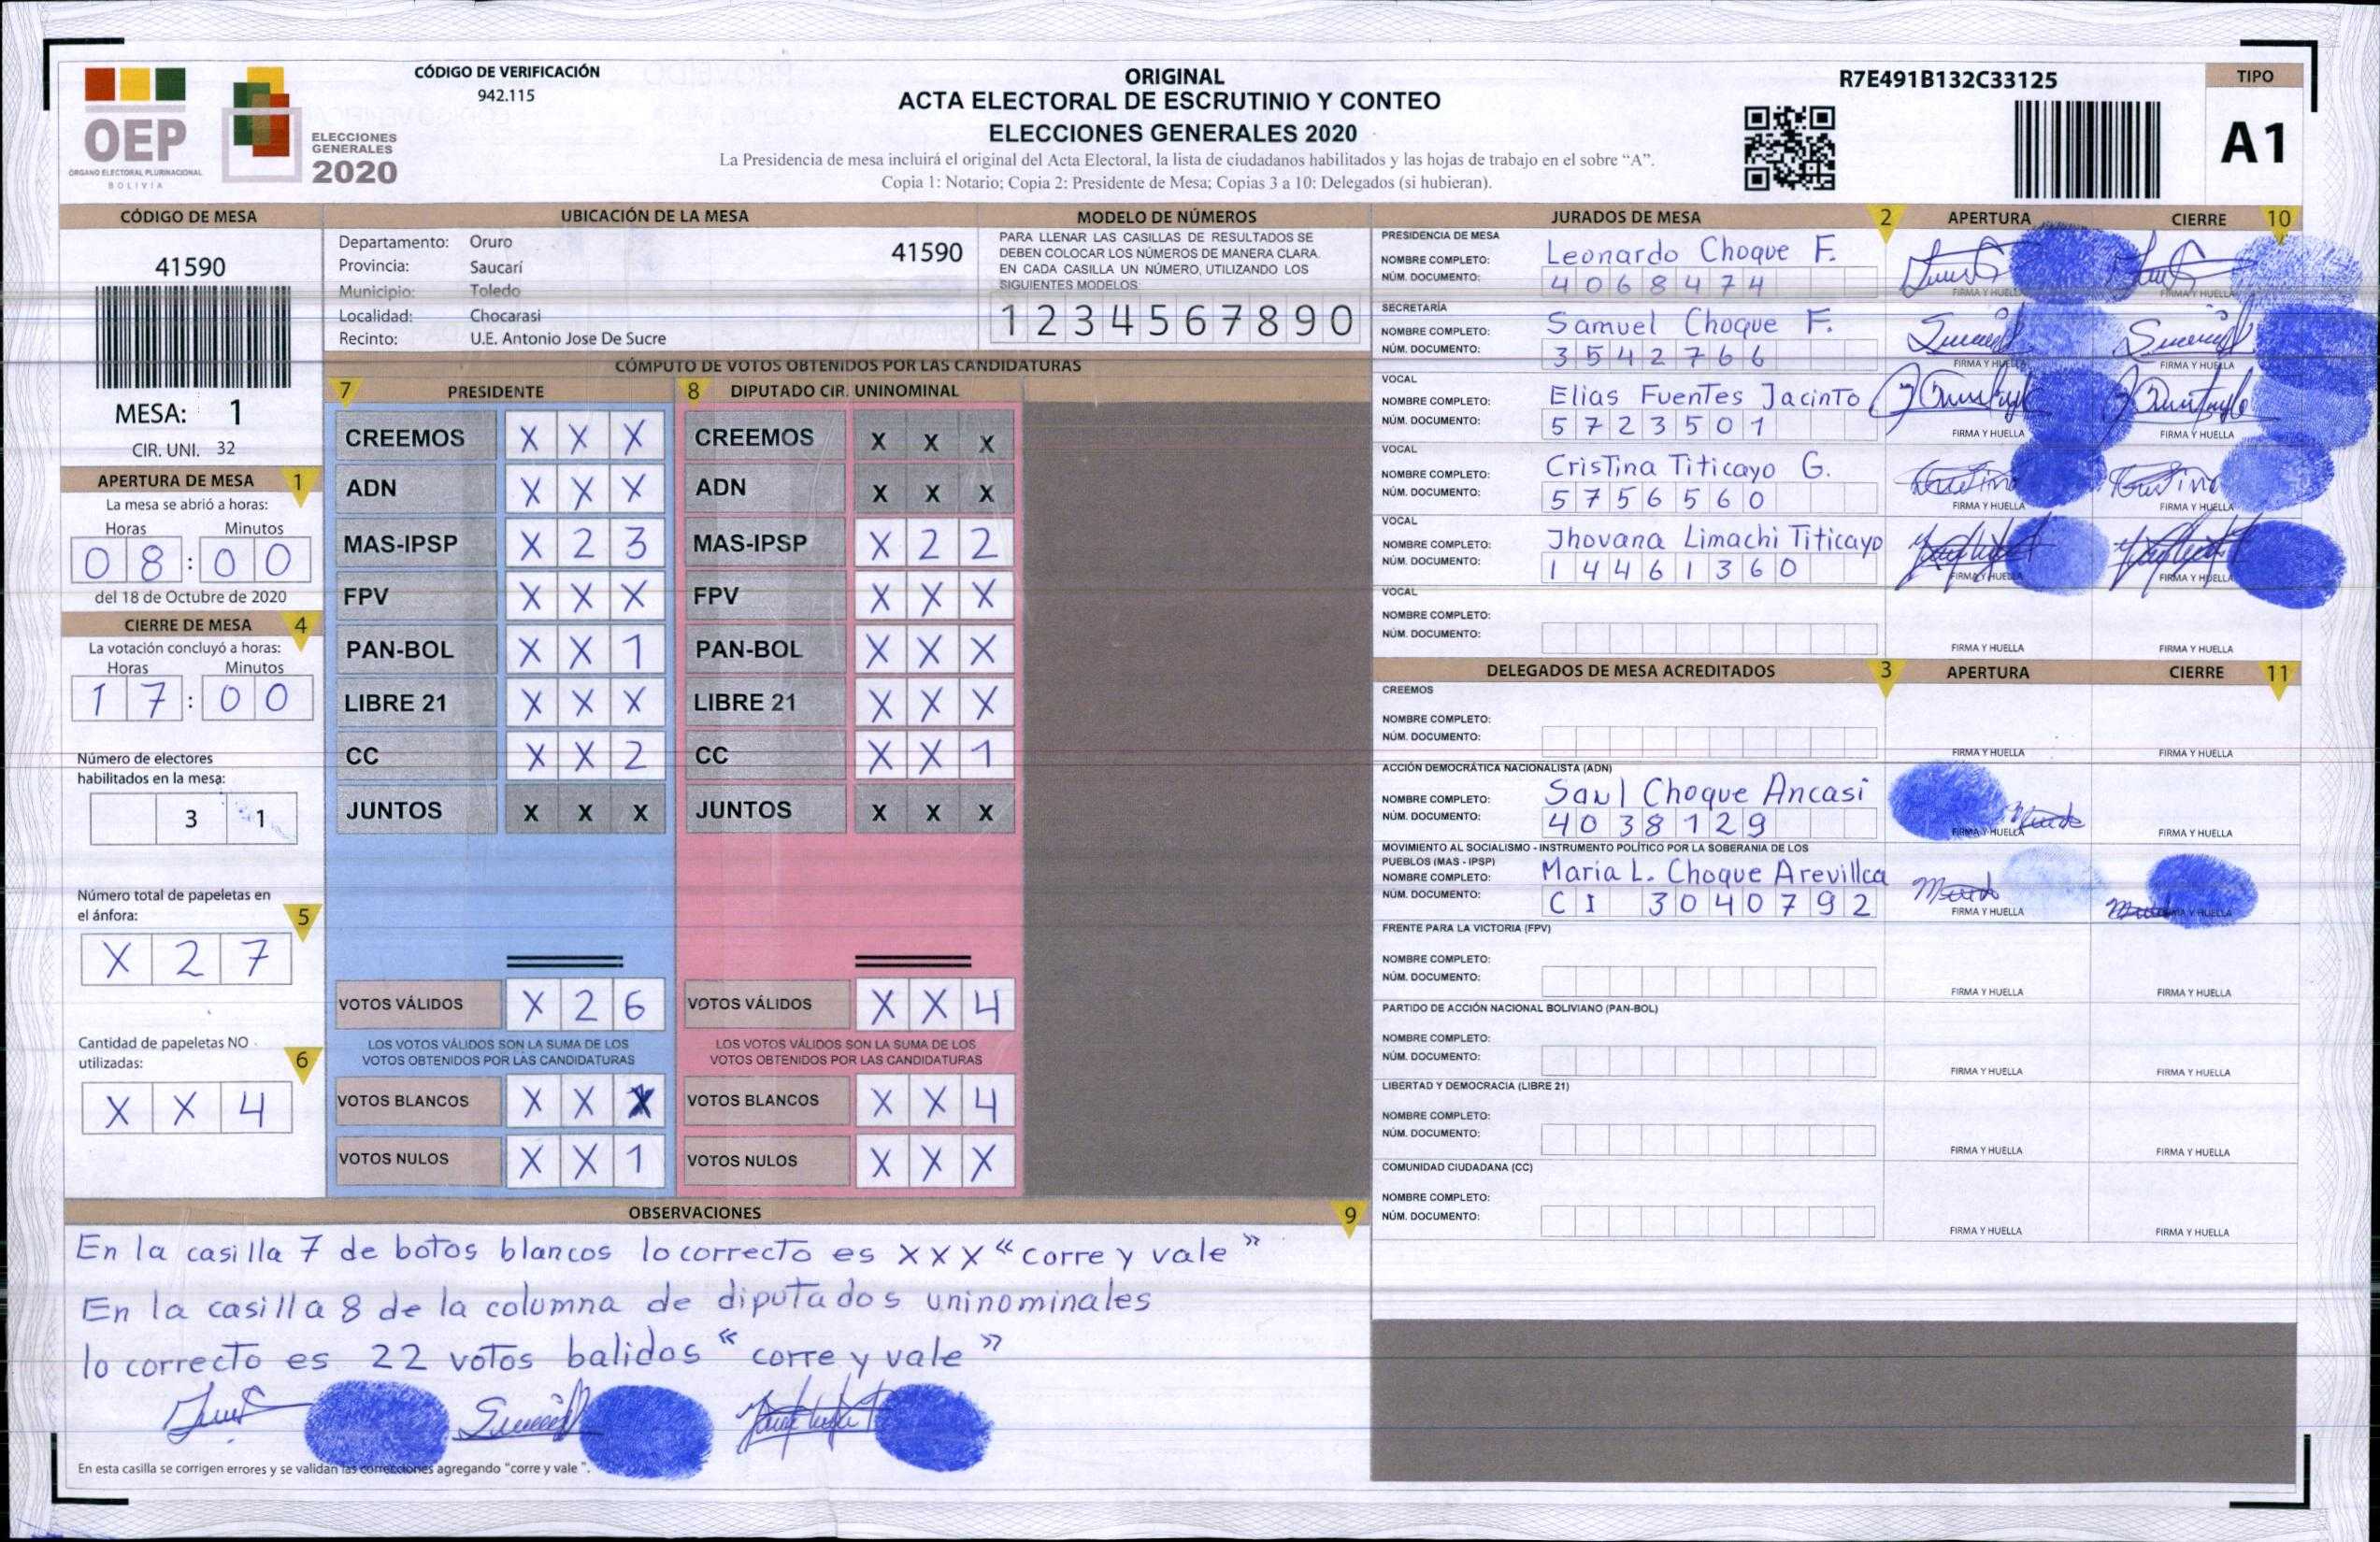 CÓDIGO DE VERIFICACIÓN
942.115
OEP
ÓRGANO ELECTORAL PLURINACIONAL
BOLIVIA
ELECCIONES
GENERALES
2020
ORIGINAL
ACTA ELECTORAL DE ESCRUTINIO Y CONTEO
ELECCIONES GENERALES 2020
La Presidencia de mesa incluirá el original del Acta Electoral, la lista de ciudadanos habilitados y las hojas de trabajo en el sobre “A”.
Copia 1: Notario; Copia 2: Presidente de Mesa; Copias 3 a 10: Delegados (si hubieran).
R7E491B132C33125
TIPO
A1
CÓDIGO DE MESA
41590
MESA: 1
CIR. UNI. 32
APERTURA DE MESA 1
La mesa se abrió a horas:
Horas Minutos
0 8 : 0 0
del 18 de Octubre de 2020
CIERRE DE MESA 4
La votación concluyó a horas:
Horas Minutos
1 7 : 0 0
Número de electores
habilitados en la mesa:
3 1
Número total de papeletas en
el ánfora: 5
X 2 7
Cantidad de papeletas NO
utilizadas: 6
X X 4
UBICACIÓN DE LA MESA
Departamento: Oruro 41590
Provincia: Saucarí
Municipio: Toledo
Localidad: Chocarasi
Recinto: U.E. Antonio Jose De Sucre
MODELO DE NÚMEROS
PARA LLENAR LAS CASILLAS DE RESULTADOS SE
DEBEN COLOCAR LOS NÚMEROS DE MANERA CLARA.
EN CADA CASILLA UN NÚMERO, UTILIZANDO LOS
SIGUIENTES MODELOS
1 2 3 4 5 6 7 8 9 0
CÓMPUTO DE VOTOS OBTENIDOS POR LAS CANDIDATURAS
7 PRESIDENTE 8 DIPUTADO CIR. UNINOMINAL
CREEMOS X X X CREEMOS X X X
ADN X X X ADN X X X
MAS-IPSP X 2 3 MAS-IPSP X 2 2
FPV X X X FPV X X X
PAN-BOL X X 1 PAN-BOL X X X
LIBRE 21 X X X LIBRE 21 X X X
CC X X 2 CC X X 1
JUNTOS X X X JUNTOS X X X
VOTOS VÁLIDOS X 2 6 VOTOS VÁLIDOS X X 4
LOS VOTOS VÁLIDOS SON LA SUMA DE LOS LOS VOTOS VÁLIDOS SON LA SUMA DE LOS
VOTOS OBTENIDOS POR LAS CANDIDATURAS VOTOS OBTENIDOS POR LAS CANDIDATURAS
VOTOS BLANCOS X X X VOTOS BLANCOS X X 4
VOTOS NULOS X X 1 VOTOS NULOS X X X
OBSERVACIONES 9
En la casilla 7 de botos blancos lo correcto es X X X “corre y vale”
En la casilla 8 de la columna de diputados uninominales
lo correcto es 22 votos balidos “corre y vale”
En esta casilla se corrigen errores y se validan las correcciones agregando "corre y vale ".
JURADOS DE MESA 2 APERTURA CIERRE 10
PRESIDENCIA DE MESA
NOMBRE COMPLETO: Leonardo Choque F.
NÚM. DOCUMENTO: 4068474
FIRMA Y HUELLA FIRMA Y HUELLA
SECRETARÍA
NOMBRE COMPLETO: Samuel Choque F.
NÚM. DOCUMENTO: 3542766
FIRMA Y HUELLA FIRMA Y HUELLA
VOCAL
NOMBRE COMPLETO: Elias Fuentes Jacinto
NÚM. DOCUMENTO: 5723501
FIRMA Y HUELLA FIRMA Y HUELLA
VOCAL
NOMBRE COMPLETO: Cristina Titicayo G.
NÚM. DOCUMENTO: 5756560
FIRMA Y HUELLA FIRMA Y HUELLA
VOCAL
NOMBRE COMPLETO: Jhovana Limachi Titicayo
NÚM. DOCUMENTO: 14461360
FIRMA Y HUELLA FIRMA Y HUELLA
VOCAL
NOMBRE COMPLETO:
NÚM. DOCUMENTO:
FIRMA Y HUELLA FIRMA Y HUELLA
DELEGADOS DE MESA ACREDITADOS 3 APERTURA CIERRE 11
CREEMOS
NOMBRE COMPLETO:
NÚM. DOCUMENTO:
FIRMA Y HUELLA FIRMA Y HUELLA
ACCIÓN DEMOCRÁTICA NACIONALISTA (ADN)
NOMBRE COMPLETO: Saul Choque Ancasi
NÚM. DOCUMENTO: 4038129
FIRMA Y HUELLA FIRMA Y HUELLA
MOVIMIENTO AL SOCIALISMO - INSTRUMENTO POLÍTICO POR LA SOBERANIA DE LOS
PUEBLOS (MAS - IPSP)
NOMBRE COMPLETO: Maria L. Choque Arevillca
NÚM. DOCUMENTO: CI 3040792
FIRMA Y HUELLA FIRMA Y HUELLA
FRENTE PARA LA VICTORIA (FPV)
NOMBRE COMPLETO:
NÚM. DOCUMENTO:
FIRMA Y HUELLA FIRMA Y HUELLA
PARTIDO DE ACCIÓN NACIONAL BOLIVIANO (PAN-BOL)
NOMBRE COMPLETO:
NÚM. DOCUMENTO:
FIRMA Y HUELLA FIRMA Y HUELLA
LIBERTAD Y DEMOCRACIA (LIBRE 21)
NOMBRE COMPLETO:
NÚM. DOCUMENTO:
FIRMA Y HUELLA FIRMA Y HUELLA
COMUNIDAD CIUDADANA (CC)
NOMBRE COMPLETO:
NÚM. DOCUMENTO:
FIRMA Y HUELLA FIRMA Y HUELLA